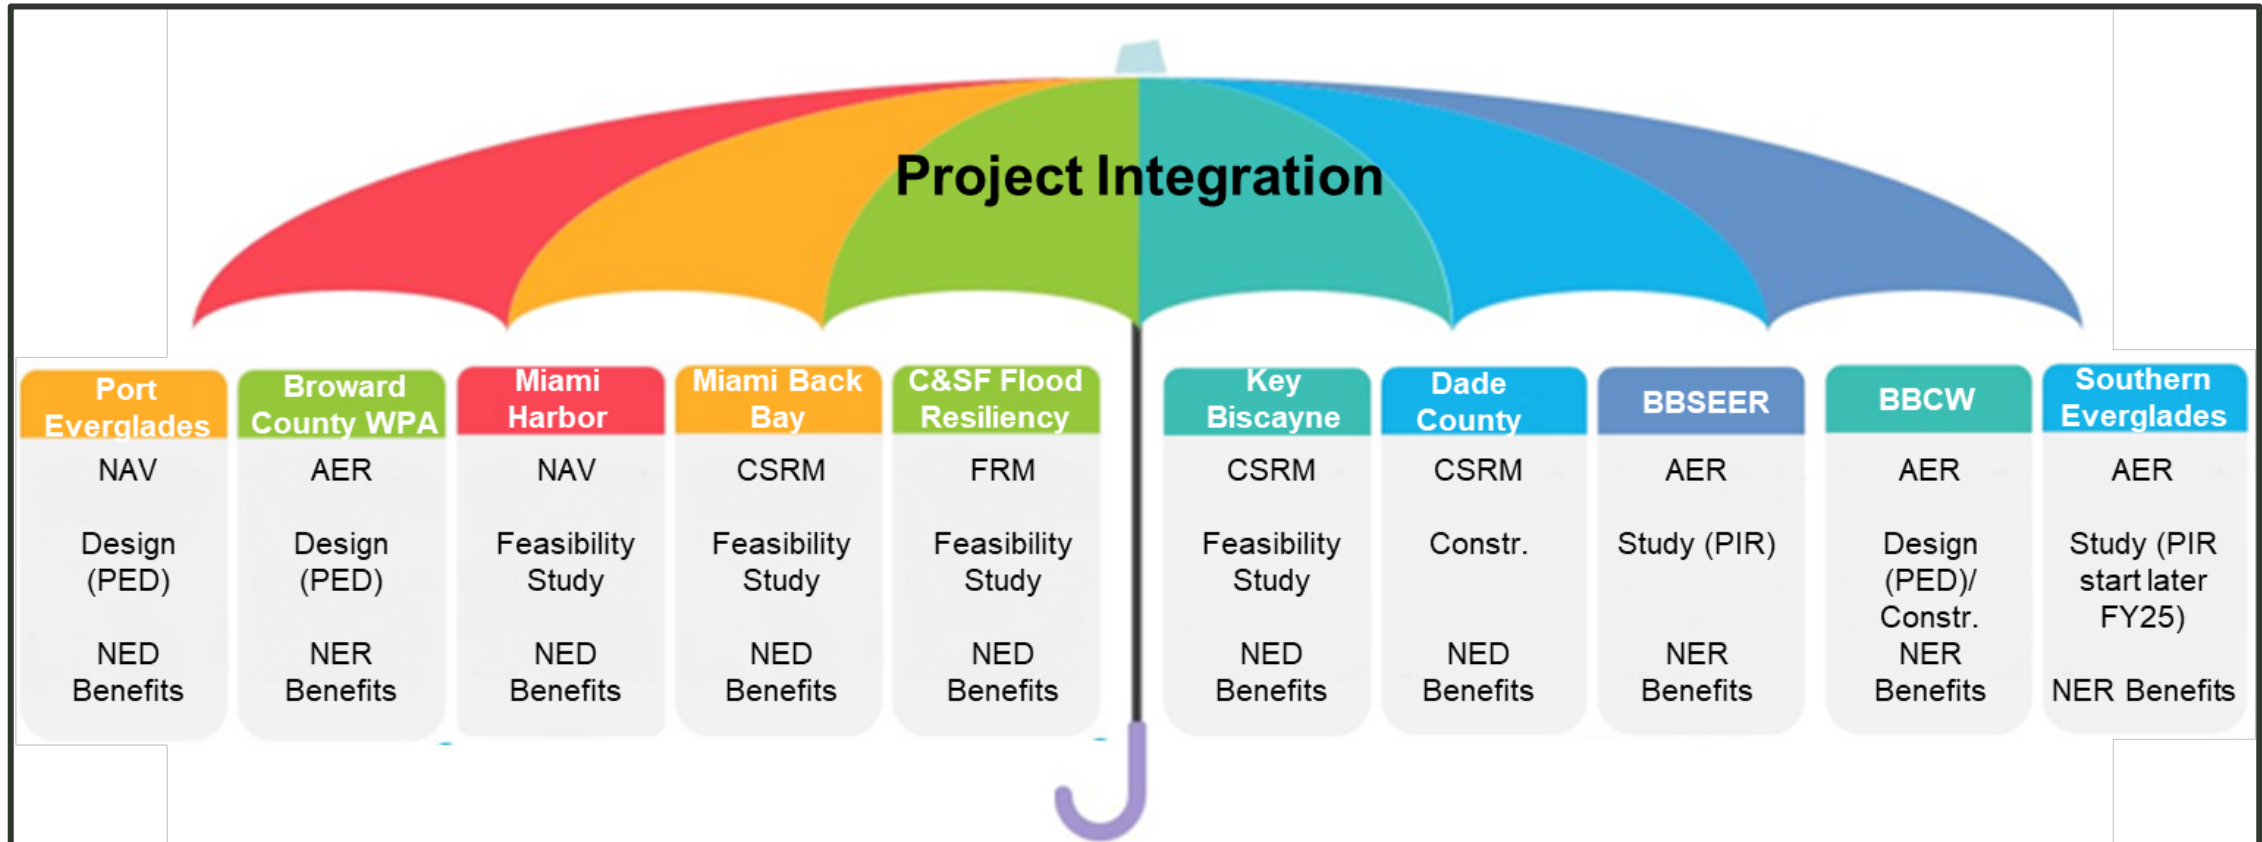 Project Integration
Port
Everglades
NAV
Design
(PED)
NED
Benefits
Broward
County WPA
AER
Design
(PED)
NER
Benefits
Miami
Harbor
NAV
Feasibility
Study
NED
Benefits
Miami Back
Bay
CSRM
Feasibility
Study
NED
Benefits
C&SF Flood
Resiliency
FRM
Feasibility
Study
NED
Benefits
Key
Biscayne
CSRM
Feasibility
Study
NED
Benefits
Dade
County
CSRM
Constr.
NED
Benefits
BBSEER
AER
Study (PIR)
NER
Benefits
BBCW
AER
Design
(PED)/
Constr.
NER
Benefits
Southern
Everglades
AER
Study (PIR
start later
FY25)
NER Benefits